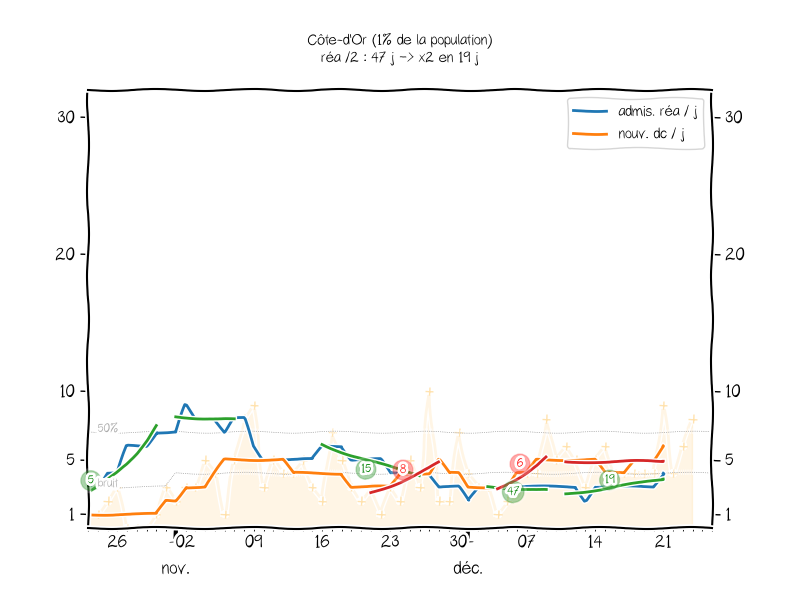 Côte-d'Or (1% de la population)
réa /2 : 47 j -> x2 en 19 j
admis. réa / j
nouv. dc / j
30 30
20 20
10 10
50%
5 5
5 15 8 6 47 19
bruit
1 1
26 02 09 16 23 30 07 14 21
nov. déc.